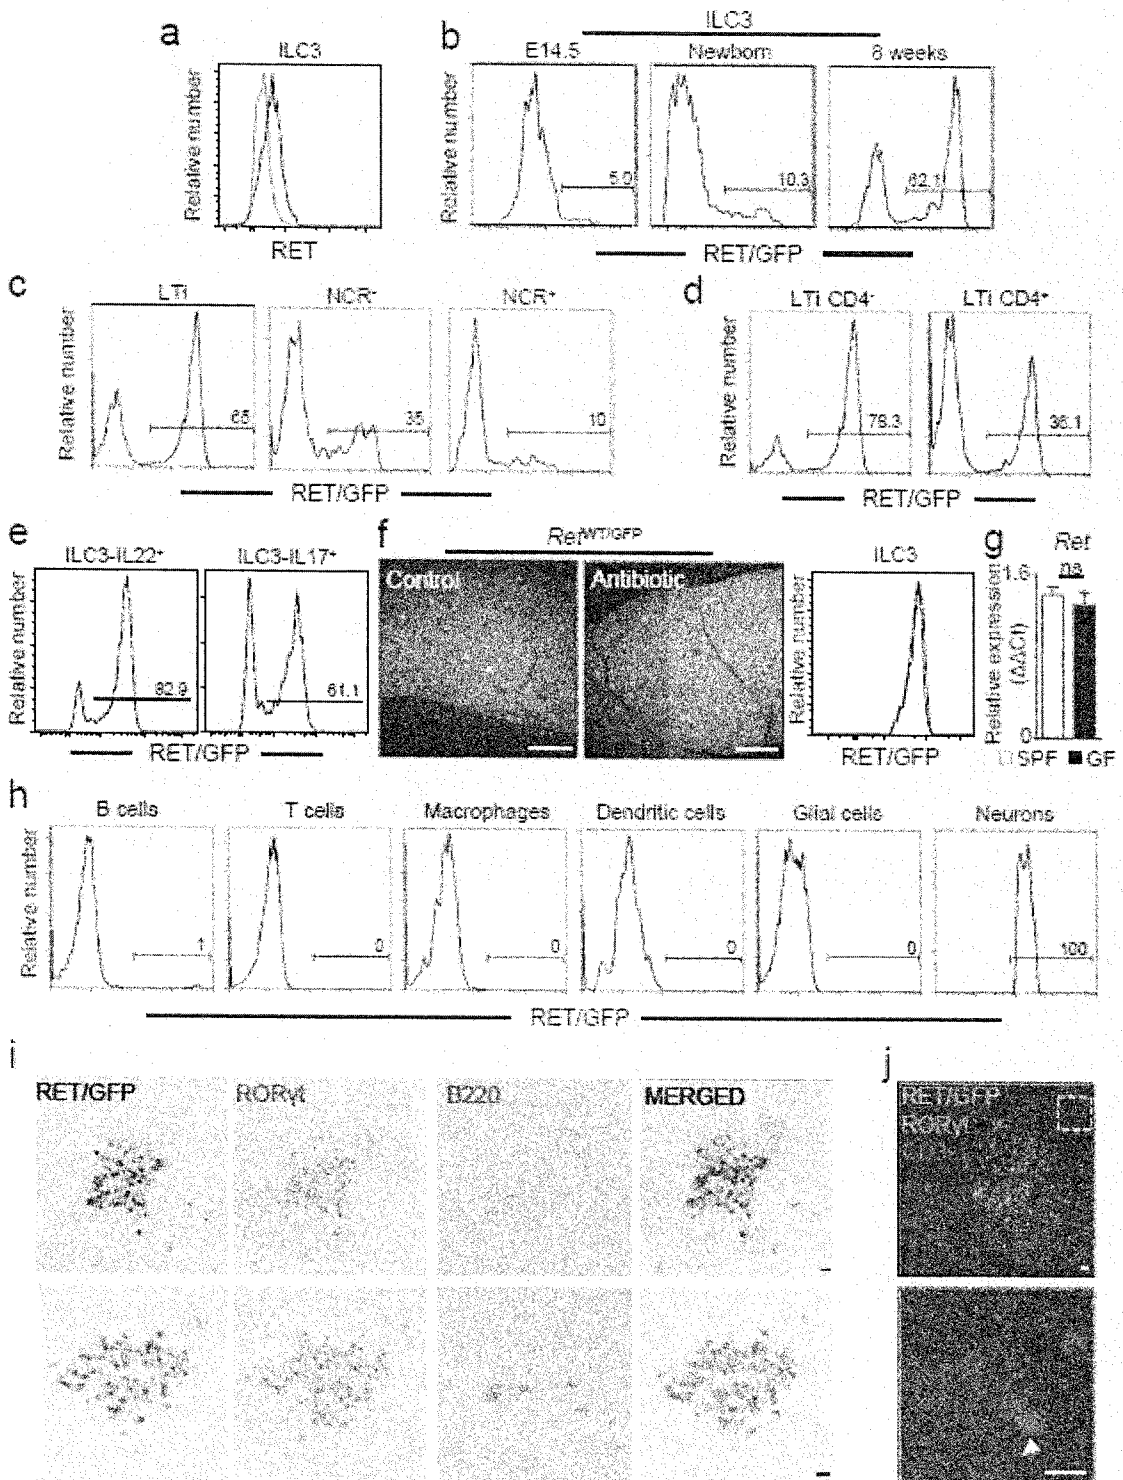 a
ILC3
Relative number
RET
b
ILC3
E14.5
Newborn
8 weeks
Relative number
5.0
10.3
62.1
RET/GFP
c
LTi
NCR⁻
NCR⁺
Relative number
65
35
10
RET/GFP
d
LTi CD4⁻
LTi CD4⁺
Relative number
78.3
36.1
RET/GFP
e
ILC3-IL22⁺
ILC3-IL17⁺
Relative number
82.9
61.1
RET/GFP
f
Ret^WT/GFP
Control
Antibiotic
ILC3
Relative number
RET/GFP
g
Ret
ns
1.6
0
Relative expression
(ΔΔCt)
SPF
GF
h
B cells
T cells
Macrophages
Dendritic cells
Glial cells
Neurons
Relative number
1
0
0
0
0
100
RET/GFP
i
RET/GFP
RORγt
B220
MERGED
j
RET/GFP
RORγt